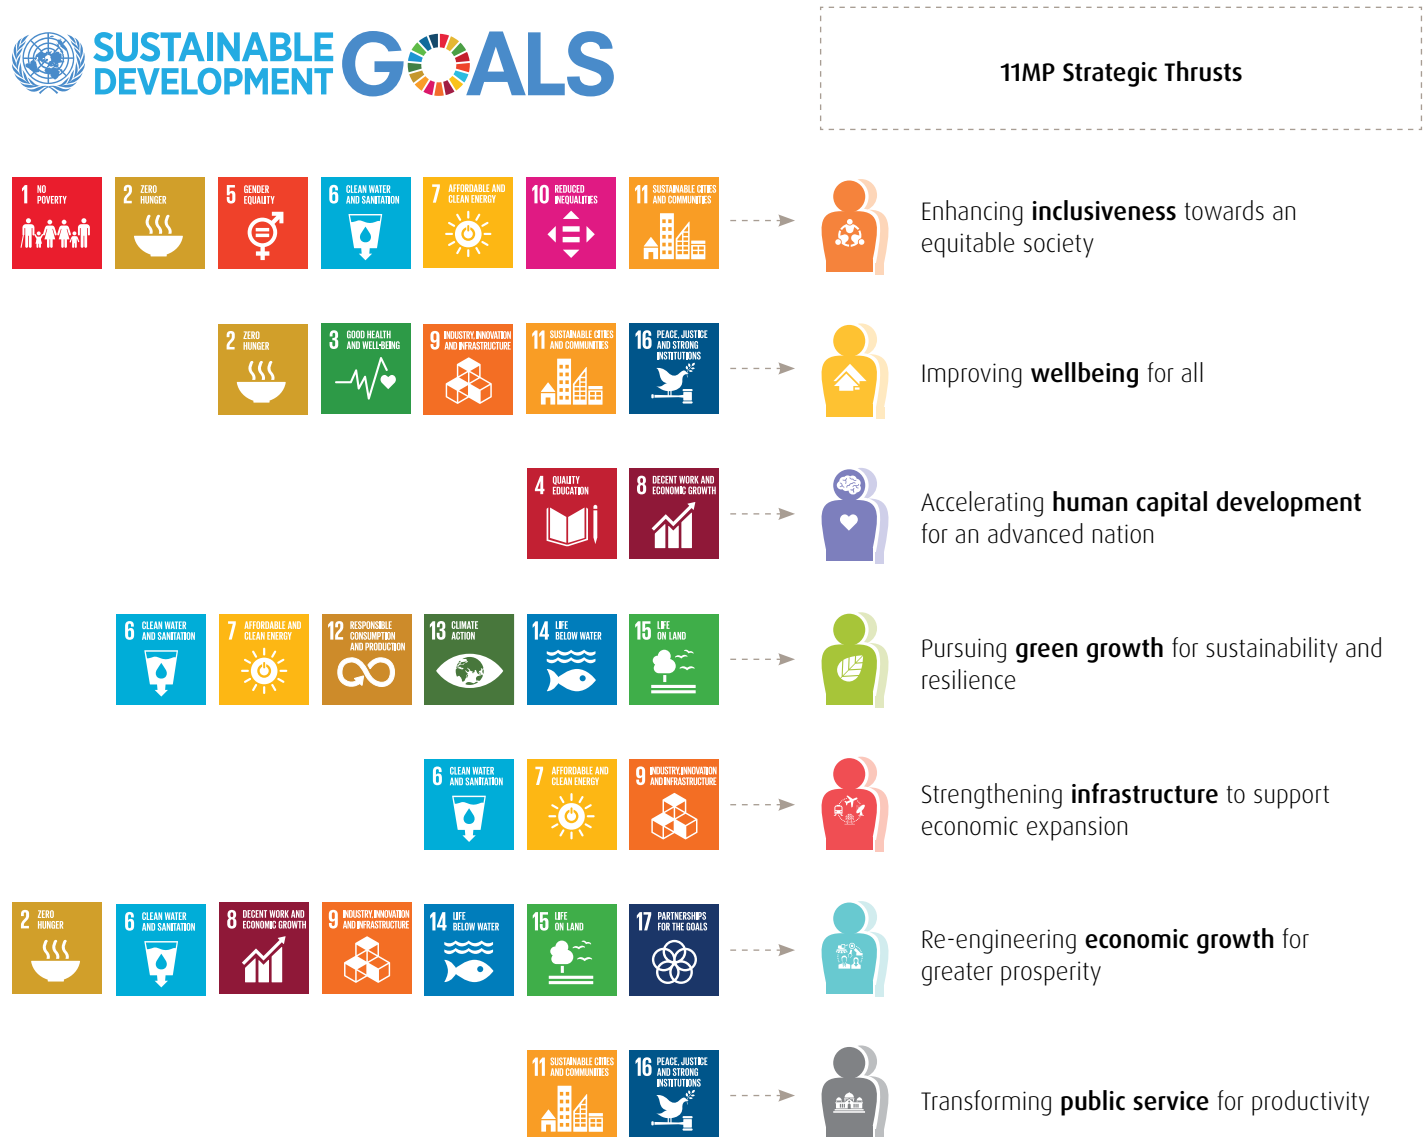 SUSTAINABLE
DEVELOPMENT
GOALS
11MP Strategic Thrusts
1 NO
POVERTY
2 ZERO
HUNGER
5 GENDER
EQUALITY
6 CLEAN WATER
AND SANITATION
7 AFFORDABLE AND
CLEAN ENERGY
10 REDUCED
INEQUALITIES
11 SUSTAINABLE CITIES
AND COMMUNITIES
Enhancing inclusiveness towards an
equitable society
2 ZERO
HUNGER
3 GOOD HEALTH
AND WELL-BEING
9 INDUSTRY, INNOVATION
AND INFRASTRUCTURE
11 SUSTAINABLE CITIES
AND COMMUNITIES
16 PEACE, JUSTICE
AND STRONG
INSTITUTIONS
Improving wellbeing for all
4 QUALITY
EDUCATION
8 DECENT WORK AND
ECONOMIC GROWTH
Accelerating human capital development
for an advanced nation
6 CLEAN WATER
AND SANITATION
7 AFFORDABLE AND
CLEAN ENERGY
12 RESPONSIBLE
CONSUMPTION
AND PRODUCTION
13 CLIMATE
ACTION
14 LIFE
BELOW WATER
15 LIFE
ON LAND
Pursuing green growth for sustainability and
resilience
6 CLEAN WATER
AND SANITATION
7 AFFORDABLE AND
CLEAN ENERGY
9 INDUSTRY, INNOVATION
AND INFRASTRUCTURE
Strengthening infrastructure to support
economic expansion
2 ZERO
HUNGER
6 CLEAN WATER
AND SANITATION
8 DECENT WORK AND
ECONOMIC GROWTH
9 INDUSTRY, INNOVATION
AND INFRASTRUCTURE
14 LIFE
BELOW WATER
15 LIFE
ON LAND
17 PARTNERSHIPS
FOR THE GOALS
Re-engineering economic growth for
greater prosperity
11 SUSTAINABLE CITIES
AND COMMUNITIES
16 PEACE, JUSTICE
AND STRONG
INSTITUTIONS
Transforming public service for productivity